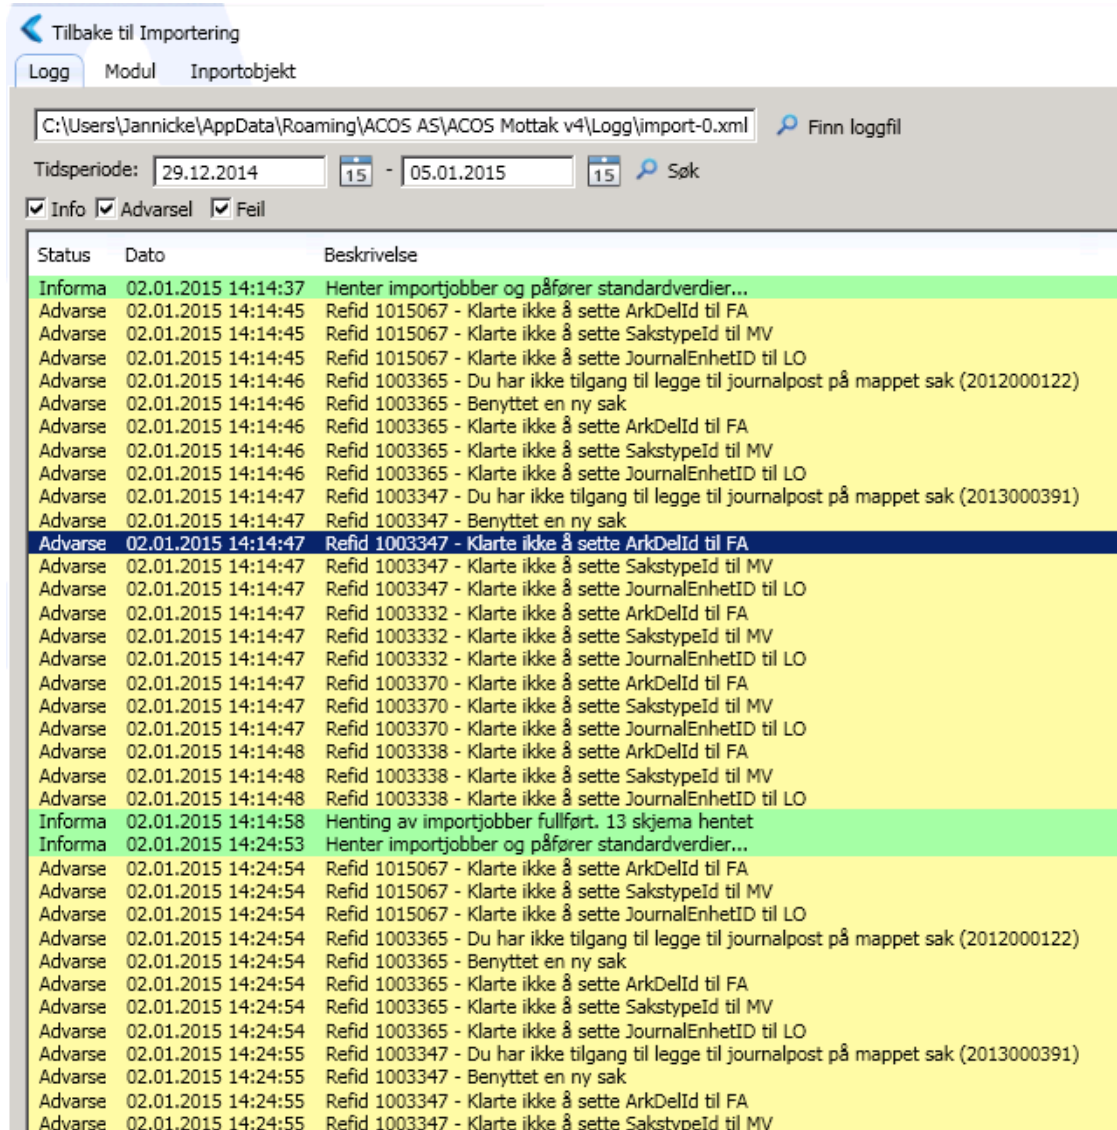 Tilbake til Importering
Logg Modul Inportobjekt
C:\Users\Jannicke\AppData\Roaming\ACOS AS\ACOS Mottak v4\Logg\import-0.xml Finn loggfil
Tidsperiode: 29.12.2014 15 - 05.01.2015 15 Søk
Info Advarsel Feil
Status Dato Beskrivelse
Informa 02.01.2015 14:14:37 Henter importjobber og påfører standardverdier...
Advarse 02.01.2015 14:14:45 Refid 1015067 - Klarte ikke å sette ArkDelId til FA
Advarse 02.01.2015 14:14:45 Refid 1015067 - Klarte ikke å sette SakstypeId til MV
Advarse 02.01.2015 14:14:45 Refid 1015067 - Klarte ikke å sette JournalEnhetID til LO
Advarse 02.01.2015 14:14:46 Refid 1003365 - Du har ikke tilgang til legge til journalpost på mappet sak (2012000122)
Advarse 02.01.2015 14:14:46 Refid 1003365 - Benyttet en ny sak
Advarse 02.01.2015 14:14:46 Refid 1003365 - Klarte ikke å sette ArkDelId til FA
Advarse 02.01.2015 14:14:46 Refid 1003365 - Klarte ikke å sette SakstypeId til MV
Advarse 02.01.2015 14:14:46 Refid 1003365 - Klarte ikke å sette JournalEnhetID til LO
Advarse 02.01.2015 14:14:47 Refid 1003347 - Du har ikke tilgang til legge til journalpost på mappet sak (2013000391)
Advarse 02.01.2015 14:14:47 Refid 1003347 - Benyttet en ny sak
Advarse 02.01.2015 14:14:47 Refid 1003347 - Klarte ikke å sette ArkDelId til FA
Advarse 02.01.2015 14:14:47 Refid 1003347 - Klarte ikke å sette SakstypeId til MV
Advarse 02.01.2015 14:14:47 Refid 1003347 - Klarte ikke å sette JournalEnhetID til LO
Advarse 02.01.2015 14:14:47 Refid 1003332 - Klarte ikke å sette ArkDelId til FA
Advarse 02.01.2015 14:14:47 Refid 1003332 - Klarte ikke å sette SakstypeId til MV
Advarse 02.01.2015 14:14:47 Refid 1003332 - Klarte ikke å sette JournalEnhetID til LO
Advarse 02.01.2015 14:14:47 Refid 1003370 - Klarte ikke å sette ArkDelId til FA
Advarse 02.01.2015 14:14:47 Refid 1003370 - Klarte ikke å sette SakstypeId til MV
Advarse 02.01.2015 14:14:47 Refid 1003370 - Klarte ikke å sette JournalEnhetID til LO
Advarse 02.01.2015 14:14:48 Refid 1003338 - Klarte ikke å sette ArkDelId til FA
Advarse 02.01.2015 14:14:48 Refid 1003338 - Klarte ikke å sette SakstypeId til MV
Advarse 02.01.2015 14:14:48 Refid 1003338 - Klarte ikke å sette JournalEnhetID til LO
Informa 02.01.2015 14:14:58 Henting av importjobber fullført. 13 skjema hentet
Informa 02.01.2015 14:24:53 Henter importjobber og påfører standardverdier...
Advarse 02.01.2015 14:24:54 Refid 1015067 - Klarte ikke å sette ArkDelId til FA
Advarse 02.01.2015 14:24:54 Refid 1015067 - Klarte ikke å sette SakstypeId til MV
Advarse 02.01.2015 14:24:54 Refid 1015067 - Klarte ikke å sette JournalEnhetID til LO
Advarse 02.01.2015 14:24:54 Refid 1003365 - Du har ikke tilgang til legge til journalpost på mappet sak (2012000122)
Advarse 02.01.2015 14:24:54 Refid 1003365 - Benyttet en ny sak
Advarse 02.01.2015 14:24:54 Refid 1003365 - Klarte ikke å sette ArkDelId til FA
Advarse 02.01.2015 14:24:54 Refid 1003365 - Klarte ikke å sette SakstypeId til MV
Advarse 02.01.2015 14:24:54 Refid 1003365 - Klarte ikke å sette JournalEnhetID til LO
Advarse 02.01.2015 14:24:55 Refid 1003347 - Du har ikke tilgang til legge til journalpost på mappet sak (2013000391)
Advarse 02.01.2015 14:24:55 Refid 1003347 - Benyttet en ny sak
Advarse 02.01.2015 14:24:55 Refid 1003347 - Klarte ikke å sette ArkDelId til FA
Advarse 02.01.2015 14:24:55 Refid 1003347 - Klarte ikke å sette SakstypeId til MV